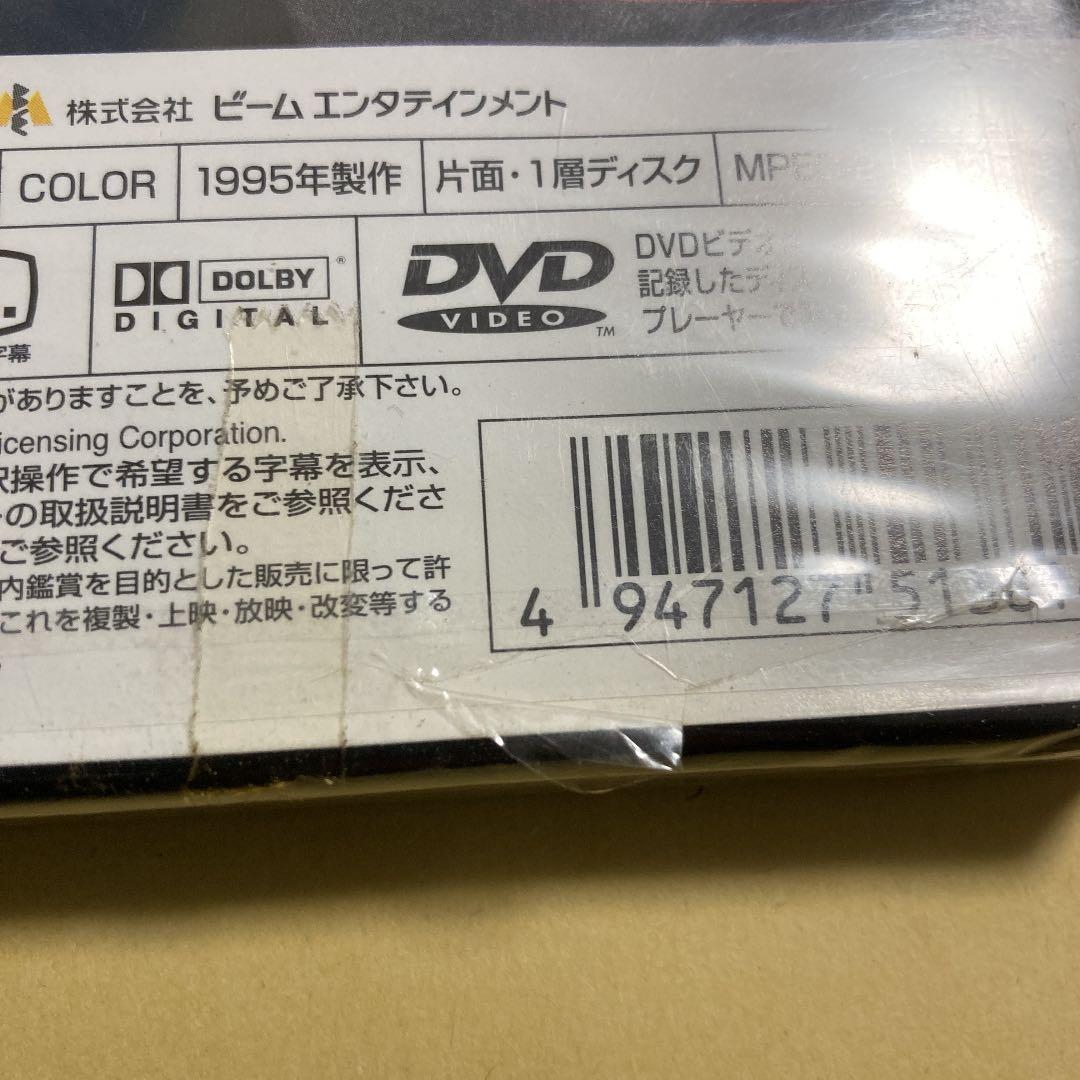 株式会社 ビーム エンタテインメント
COLOR 1995年製作 片面・1層ディスク
DOLBY ®
DIGITAL
DVD
VIDEO TM
DVDビデオ
記録した
プレーヤーで
字幕
がありますことを、予めご了承下さい。
icensing Corporation.
操作で希望する字幕を表示、
の取扱説明書をご参照くださ
ご参照ください。
内鑑賞を目的とした販売に限って許
これを複製・上映・放映・改変等する
4 947127